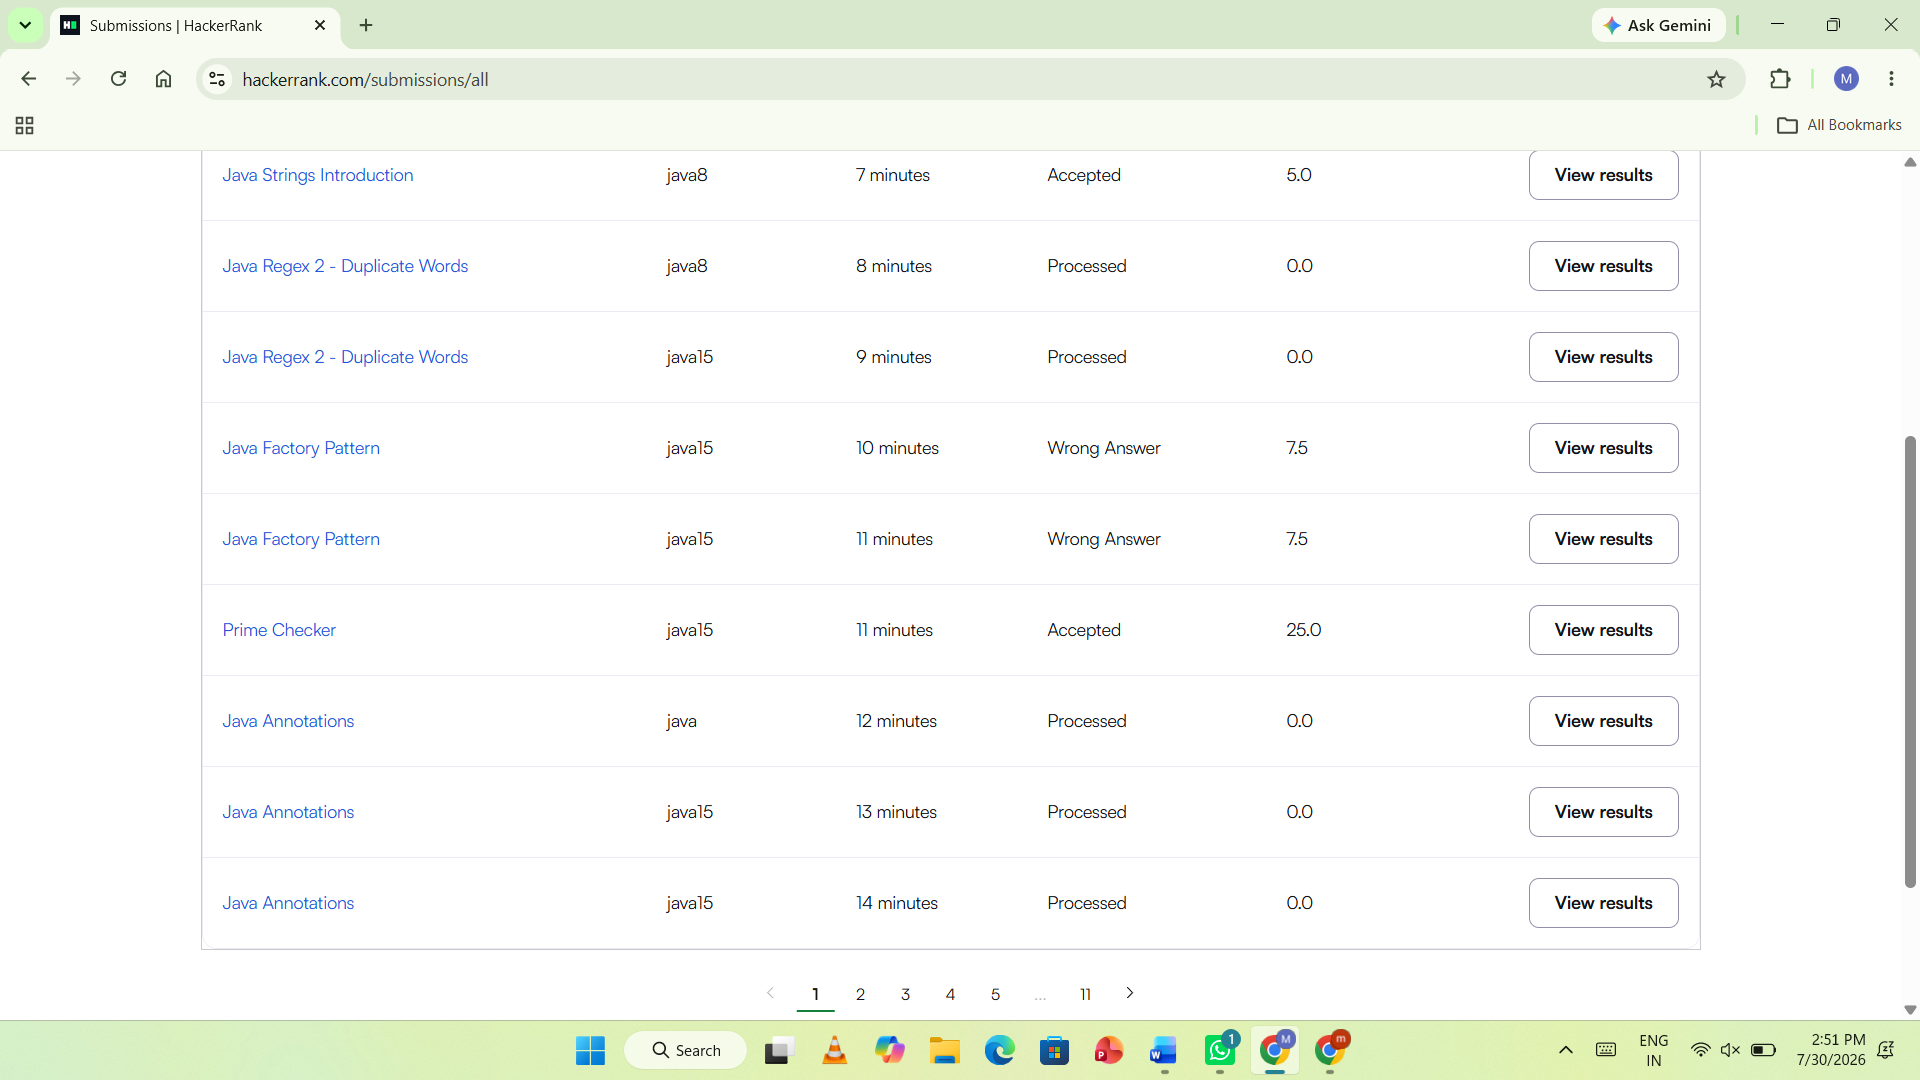 Submissions | HackerRank
Ask Gemini
hackerrank.com/submissions/all
M
All Bookmarks
Java Strings Introduction java8 7 minutes Accepted 5.0 View results
Java Regex 2 - Duplicate Words java8 8 minutes Processed 0.0 View results
Java Regex 2 - Duplicate Words java15 9 minutes Processed 0.0 View results
Java Factory Pattern java15 10 minutes Wrong Answer 7.5 View results
Java Factory Pattern java15 11 minutes Wrong Answer 7.5 View results
Prime Checker java15 11 minutes Accepted 25.0 View results
Java Annotations java 12 minutes Processed 0.0 View results
Java Annotations java15 13 minutes Processed 0.0 View results
Java Annotations java15 14 minutes Processed 0.0 View results
1 2 3 4 5 ... 11
Search
1
M
m
ENG
IN
2:51 PM
7/30/2026